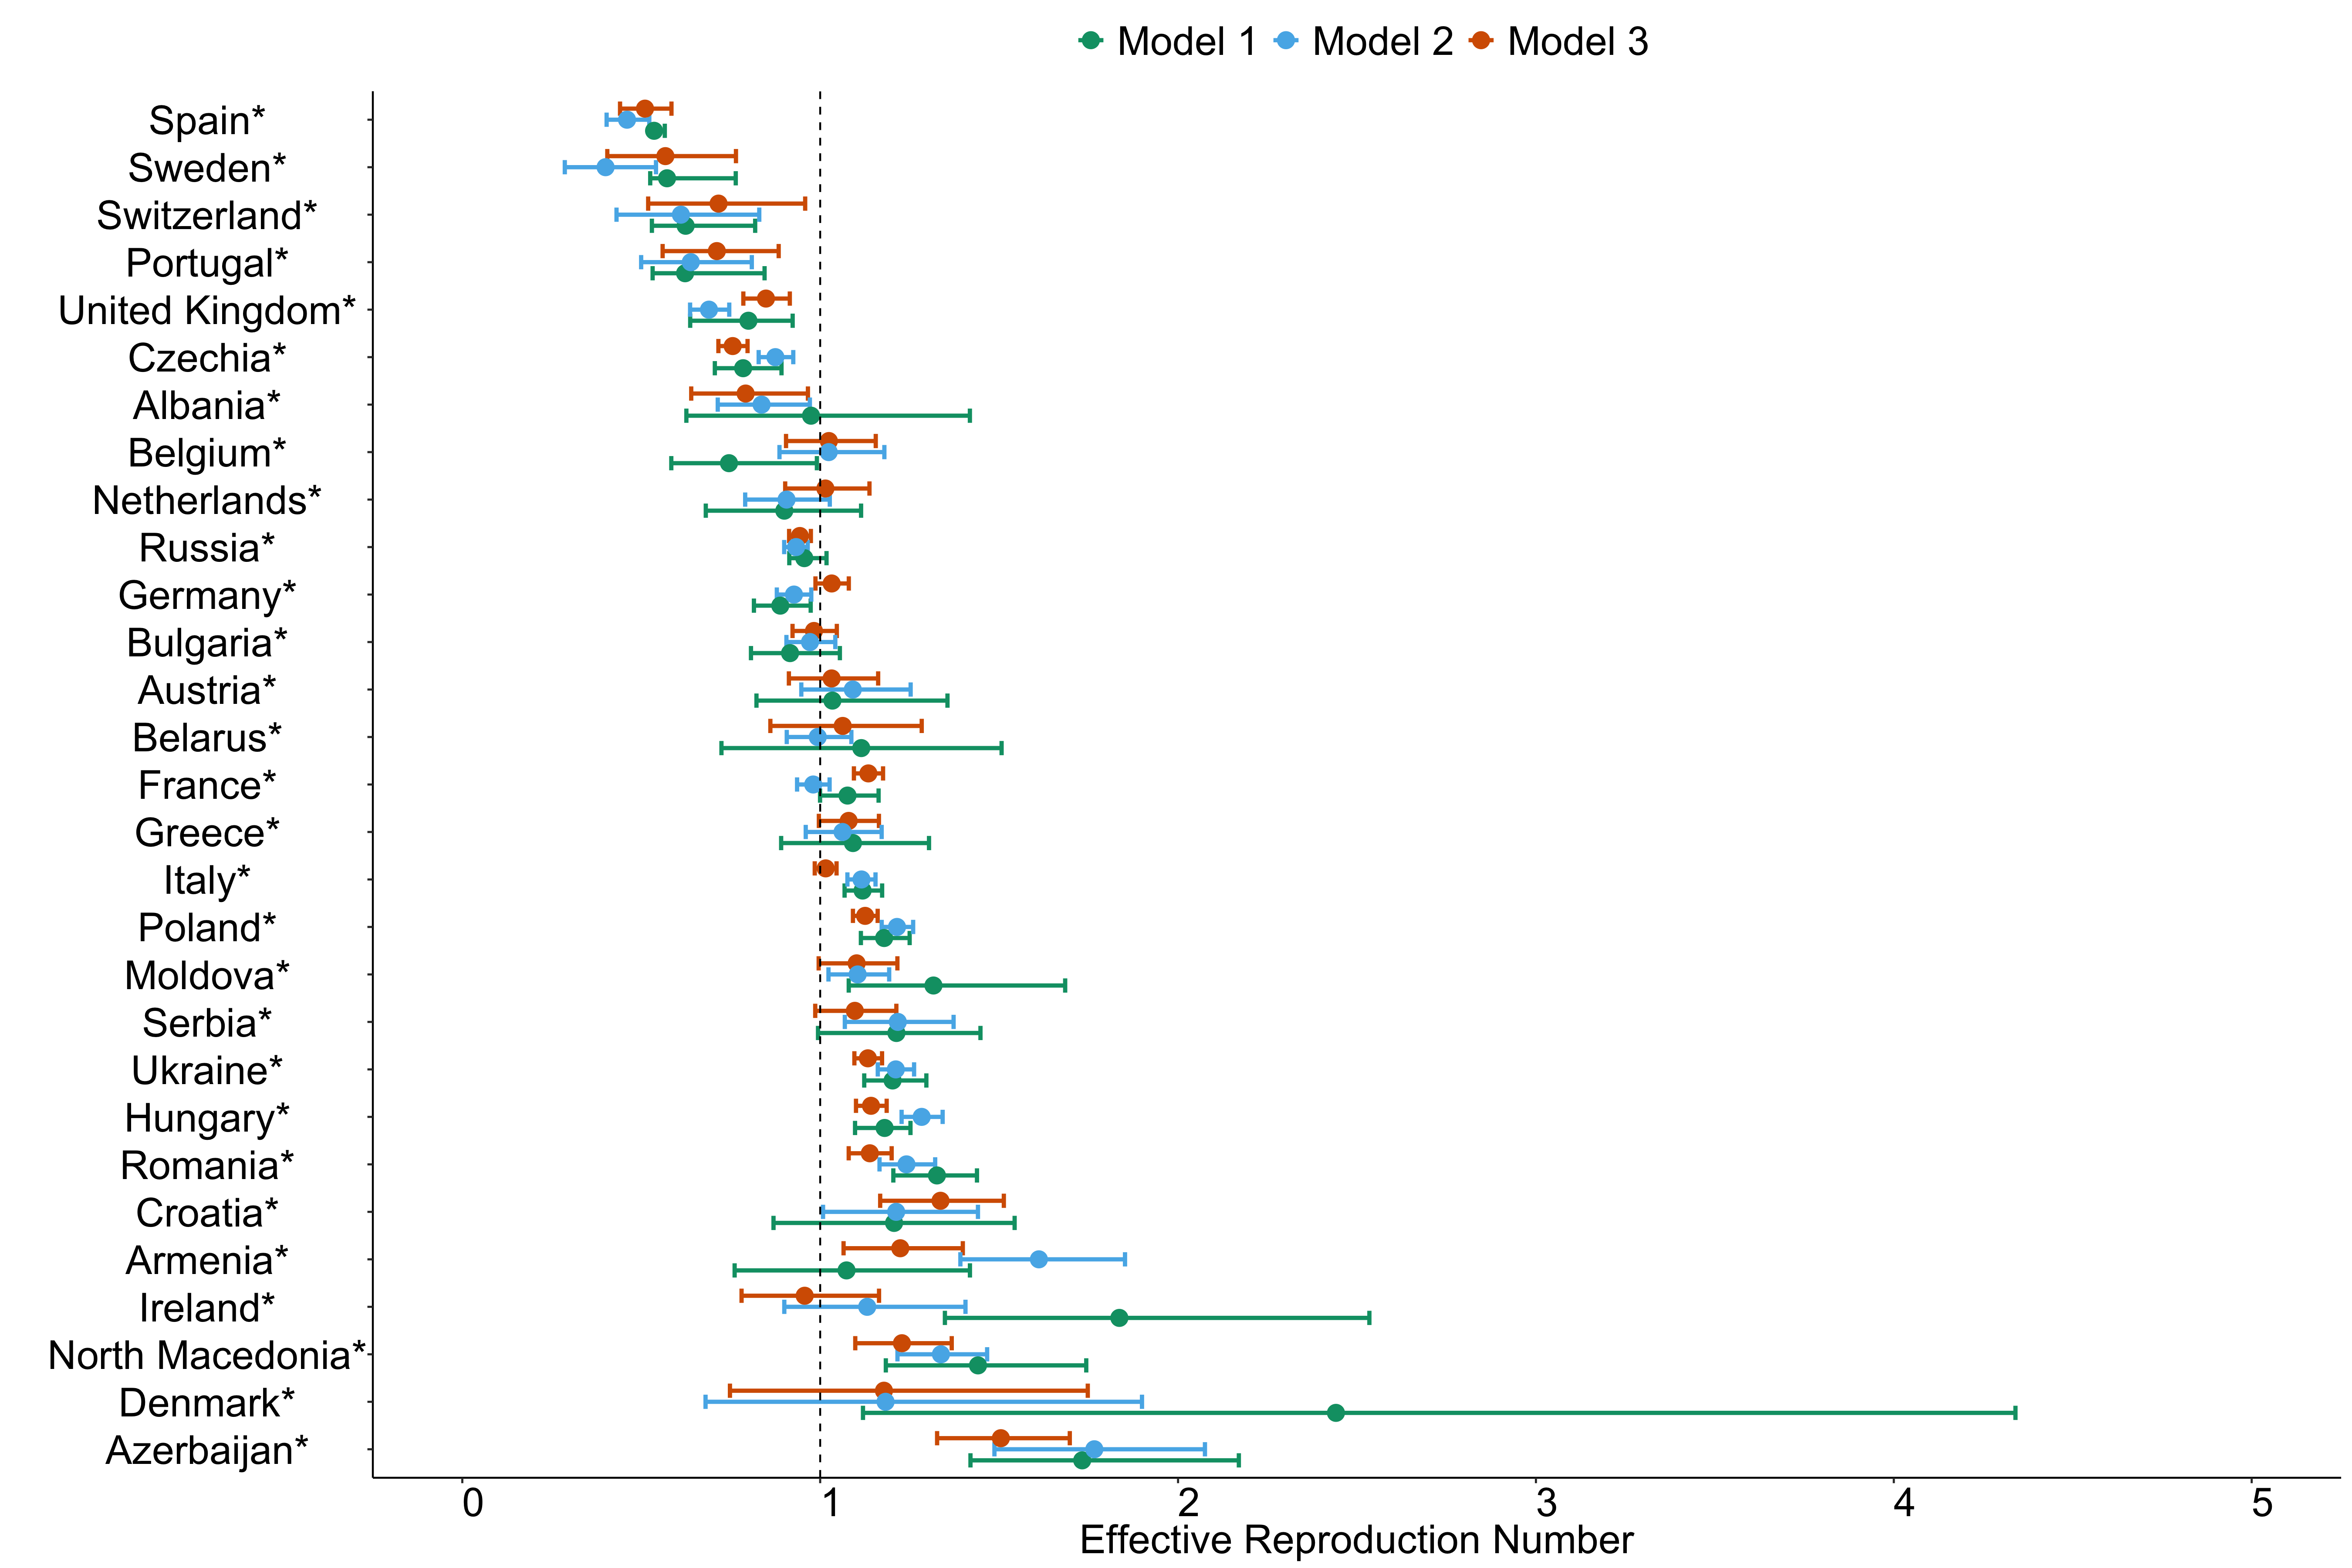 Model 1 Model 2 Model 3
Spain*
Sweden*
Switzerland*
Portugal*
United Kingdom*
Czechia*
Albania*
Belgium*
Netherlands*
Russia*
Germany*
Bulgaria*
Austria*
Belarus*
France*
Greece*
Italy*
Poland*
Moldova*
Serbia*
Ukraine*
Hungary*
Romania*
Croatia*
Armenia*
Ireland*
North Macedonia*
Denmark*
Azerbaijan*
0 1 2 3 4 5
Effective Reproduction Number